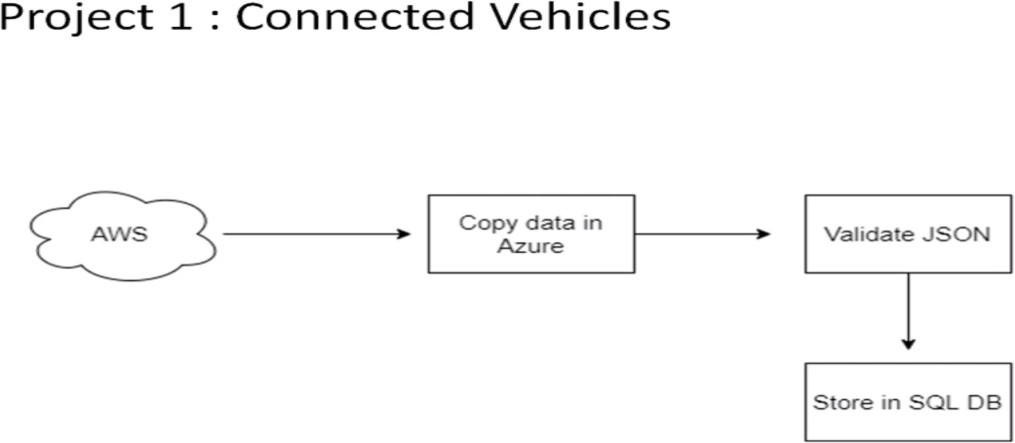 Project 1 : Connected Vehicles
AWS
Copy data in
Azure
Validate JSON
Store in SQL DB